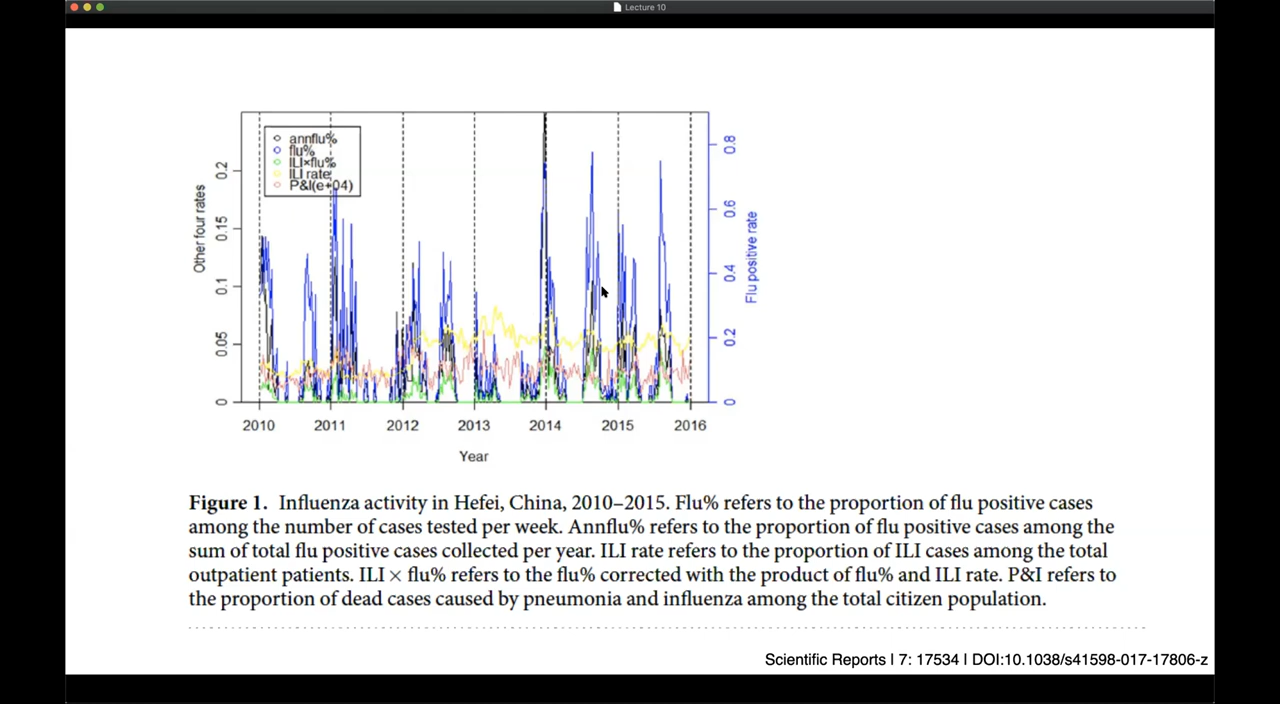 Lecture 10
annflu%
flu%
ILI×flu%
ILI rate
P&I(e+04)
Other four rates
0
0.05
0.1
0.15
0.2
Flu positive rate
0
0.2
0.4
0.6
0.8
2010 2011 2012 2013 2014 2015 2016
Year
Figure 1. Influenza activity in Hefei, China, 2010–2015. Flu% refers to the proportion of flu positive cases
among the number of cases tested per week. Annflu% refers to the proportion of flu positive cases among the
sum of total flu positive cases collected per year. ILI rate refers to the proportion of ILI cases among the total
outpatient patients. ILI × flu% refers to the flu% corrected with the product of flu% and ILI rate. P&I refers to
the proportion of dead cases caused by pneumonia and influenza among the total citizen population.
Scientific Reports | 7: 17534 | DOI:10.1038/s41598-017-17806-z